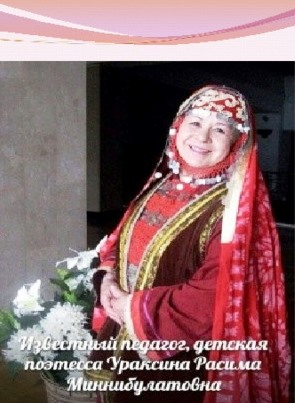 Известный педагог, детская
поэтесса Ураксина Расима
Миннибулатовна